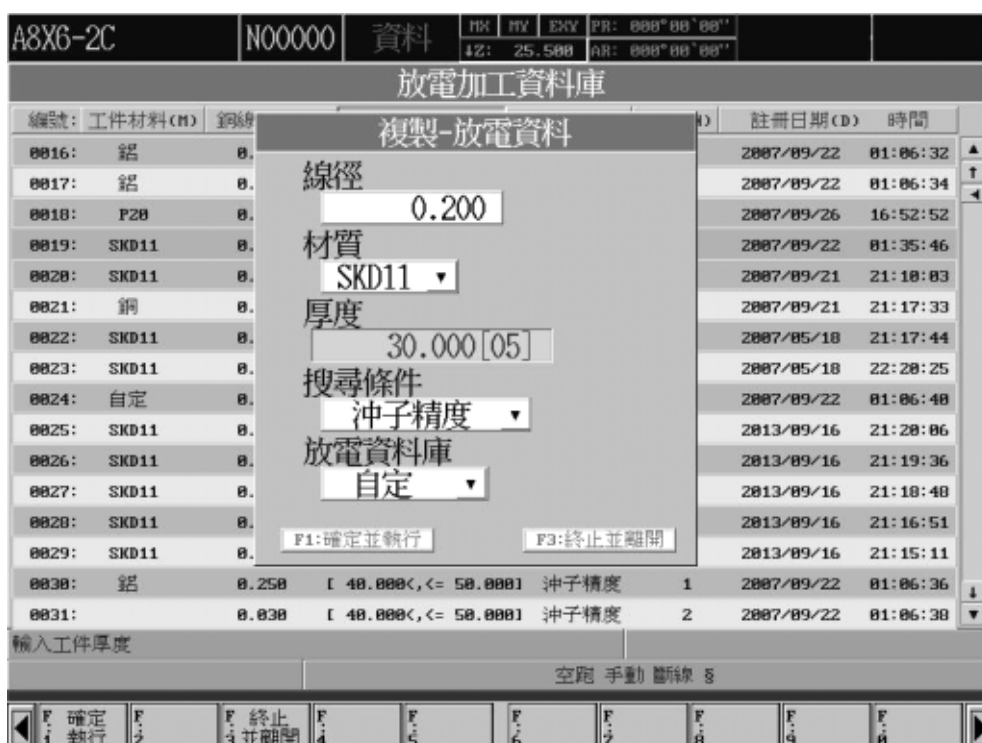 A8X6-2C N00000 資料 MX MY EXY PR: 000°00'00''
↓Z: 25.500 AR: 000°00'00''
放電加工資料庫
編號: 工件材料(M) 銅線 註冊日期(D) 時間
0016: 鋁 0. 2007/09/22 01:06:32
0017: 鋁 0. 2007/09/22 01:06:34
0018: P20 0. 2007/09/26 16:52:52
0019: SKD11 0. 2007/09/22 01:35:46
0020: SKD11 0. 2007/09/21 21:10:03
0021: 銅 0. 2007/09/21 21:17:33
0022: SKD11 0. 2007/05/18 21:17:44
0023: SKD11 0. 2007/05/18 22:20:25
0024: 自定 0. 2007/09/22 01:06:40
0025: SKD11 0. 2013/09/16 21:20:06
0026: SKD11 0. 2013/09/16 21:19:36
0027: SKD11 0. 2013/09/16 21:18:48
0028: SKD11 0. 2013/09/16 21:16:51
0029: SKD11 0. 2013/09/16 21:15:11
0030: 鋁 0.250 [ 40.000<,<= 50.000] 沖子精度 1 2007/09/22 01:06:36
0031: 0.030 [ 40.000<,<= 50.000] 沖子精度 2 2007/09/22 01:06:38
複製-放電資料
線徑
0.200
材質
SKD11
厚度
30.000[05]
搜尋條件
沖子精度
放電資料庫
自定
F1:確定並執行 F3:終止並離開
輸入工件厚度
空跑 手動 斷線 §
F1 確定執行 F2 F3 終止並離開 F4 F5 F6 F7 F8 F9 F0